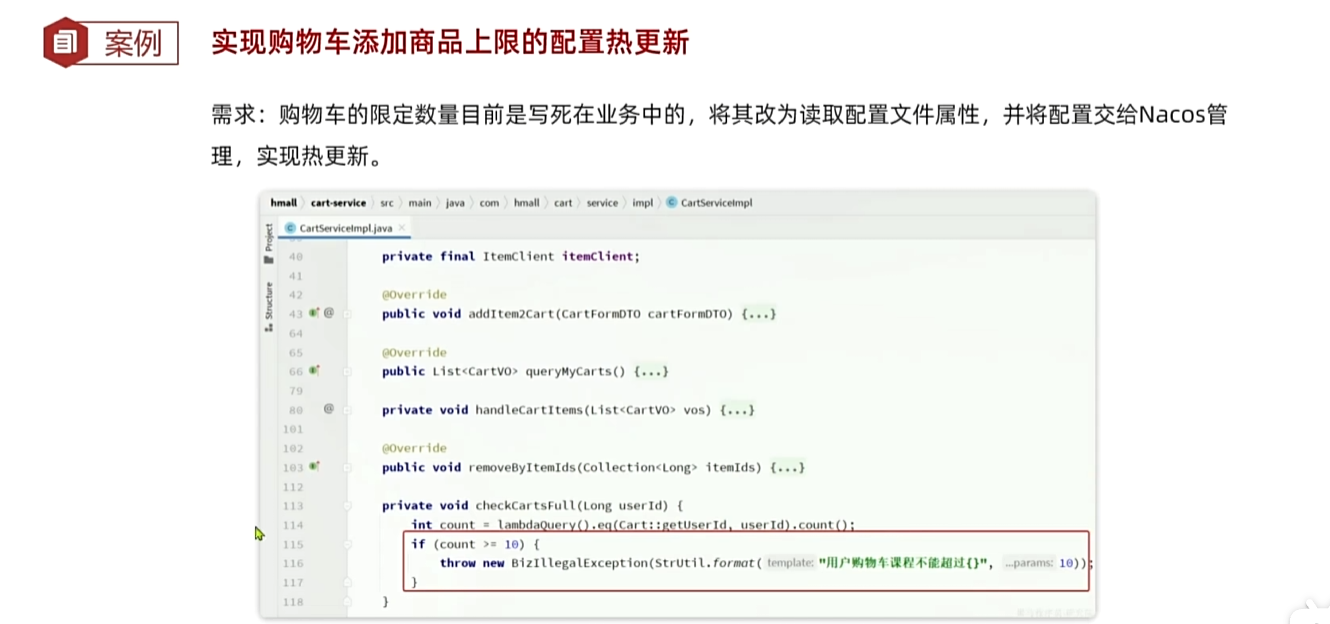 案例
实现购物车添加商品上限的配置热更新
需求：购物车的限定数量目前是写死在业务中的，将其改为读取配置文件属性，并将配置交给Nacos管
理，实现热更新。
hmall cart-service src main java com hmall cart service impl C CartServiceImpl
C CartServiceImpl.java ×
Project
Structure
40 private final ItemClient itemClient;
41
42 @Override
43 @ public void addItem2Cart(CartFormDTO cartFormDTO) {...}
64
65 @Override
66 public List<CartVO> queryMyCarts() {...}
79
80 @ private void handleCartItems(List<CartVO> vos) {...}
101
102 @Override
103 public void removeByItemIds(Collection<Long> itemIds) {...}
112
113 private void checkCartsFull(Long userId) {
114 int count = lambdaQuery().eq(Cart::getUserId, userId).count();
115 if (count >= 10) {
116 throw new BizIllegalException(StrUtil.format( template: "用户购物车课程不能超过{}", ...params: 10));
117 }
118 }